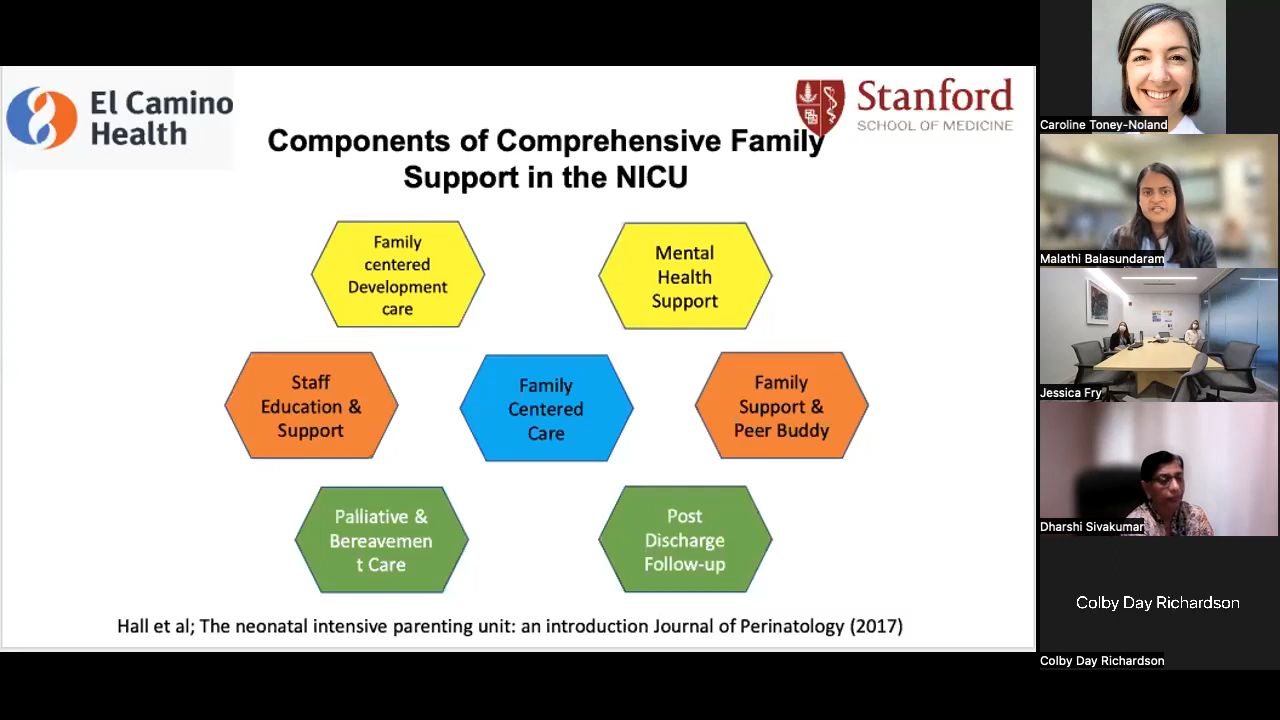 El Camino
Health
Stanford
SCHOOL OF MEDICINE
Components of Comprehensive Family
Support in the NICU
Family
centered
Development
care
Mental
Health
Support
Staff
Education &
Support
Family
Centered
Care
Family
Support &
Peer Buddy
Palliative &
Bereavemen
t Care
Post
Discharge
Follow-up
Hall et al; The neonatal intensive parenting unit: an introduction Journal of Perinatology (2017)
Caroline Toney-Noland
Malathi Balasundaram
Jessica Fry
Dharshi Sivakumar
Colby Day Richardson
Colby Day Richardson